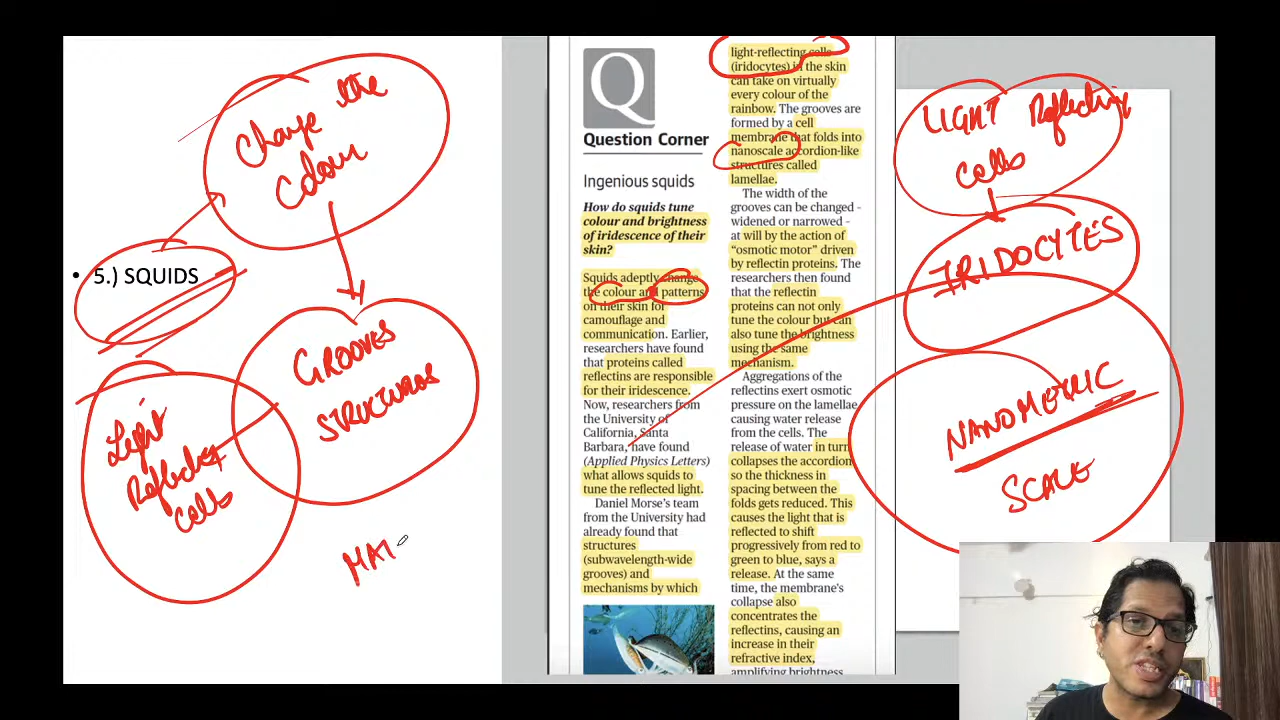 Change the
Colour
• 5.) SQUIDS
GROOVES
STRUCTURES
Light
Reflecting
cells
MAI
Q
Question Corner
Ingenious squids
How do squids tune
colour and brightness
of iridescence of their
skin?
Squids adeptly change
the colour and patterns
on their skin for
camouflage and
communication. Earlier,
researchers have found
that proteins called
reflectins are responsible
for their iridescence.
Now, researchers from
the University of
California, Santa
Barbara, have found
(Applied Physics Letters)
what allows squids to
tune the reflected light.
Daniel Morse's team
from the University had
already found that
structures
(subwavelength-wide
grooves) and
mechanisms by which
light-reflecting cells
(iridocytes) in the skin
can take on virtually
every colour of the
rainbow. The grooves are
formed by a cell
membrane that folds into
nanoscale accordion-like
structures called
lamellae.
The width of the
grooves can be changed -
widened or narrowed -
at will by the action of
"osmotic motor" driven
by reflectin proteins. The
researchers then found
that the reflectin
proteins can not only
tune the colour but can
also tune the brightness
using the same
mechanism.
Aggregations of the
reflectins exert osmotic
pressure on the lamellae
causing water release
from the cells. The
release of water in turn
collapses the accordion
so the thickness in
spacing between the
folds gets reduced. This
causes the light that is
reflected to shift
progressively from red to
green to blue, says a
release. At the same
time, the membrane's
collapse also
concentrates the
reflectins, causing an
increase in their
refractive index,
amplifying brightness
LIGHT Reflecting
cells
IRIDOCYTES
NANOMETRIC
SCALE